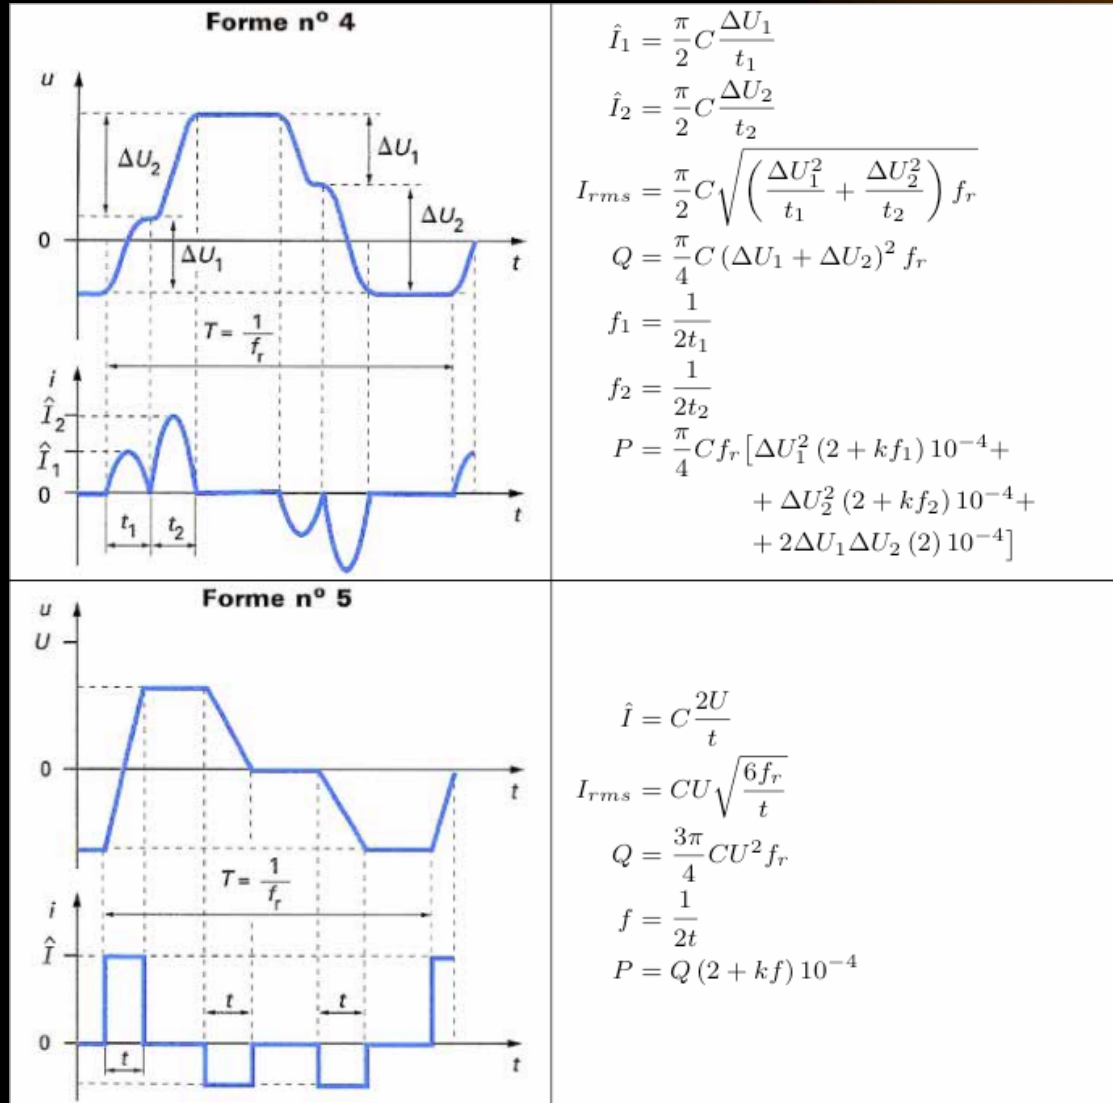 Forme nº 4
u
ΔU₂
ΔU₁
ΔU₂
0
ΔU₁
t
T = 1/fᵣ
i
Î₂
Î₁
0
t₁ t₂
t
Î₁ = π/2 C ΔU₁/t₁
Î₂ = π/2 C ΔU₂/t₂
Iᵣₘₛ = π/2 C √((ΔU₁²/t₁ + ΔU₂²/t₂) fᵣ)
Q = π/4 C (ΔU₁ + ΔU₂)² fᵣ
f₁ = 1/2t₁
f₂ = 1/2t₂
P = π/4 C fᵣ [ΔU₁² (2 + kf₁) 10⁻⁴+
+ ΔU₂² (2 + kf₂) 10⁻⁴+
+ 2ΔU₁ΔU₂ (2) 10⁻⁴]
Forme nº 5
u
U
0
t
T = 1/fᵣ
i
Î
t t
0
t
t
Î = C 2U/t
Iᵣₘₛ = CU √(6fᵣ/t)
Q = 3π/4 CU² fᵣ
f = 1/2t
P = Q (2 + kf) 10⁻⁴